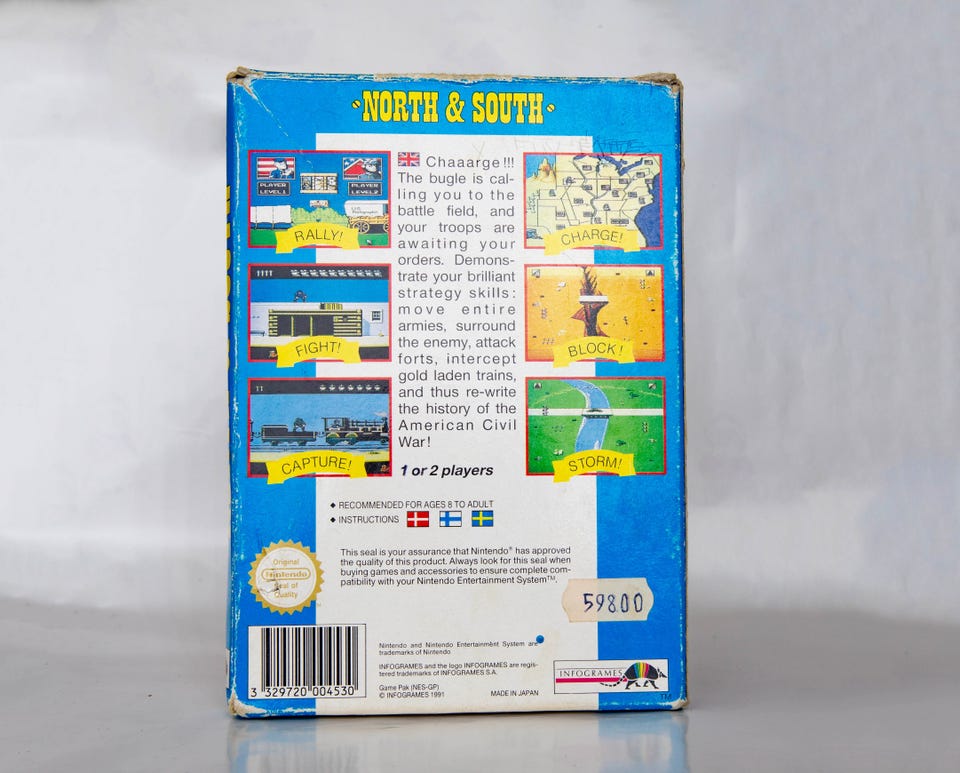 NORTH & SOUTH
PLAYER
LEVEL 1
PLAYER
LEVEL 2
RALLY!
FIGHT!
CAPTURE!
Chaaarge !!!
The bugle is cal-
ling you to the
battle field, and
your troops are
awaiting your
orders. Demons-
trate your brilliant
strategy skills:
move entire
armies, surround
the enemy, attack
forts, intercept
gold laden trains,
and thus re-write
the history of the
American Civil
War!
1 or 2 players
CHARGE!
BLOCK!
STORM!
◆ RECOMMENDED FOR AGES 8 TO ADULT
◆ INSTRUCTIONS
This seal is your assurance that Nintendo® has approved
the quality of this product. Always look for this seal when
buying games and accessories to ensure complete com-
patibility with your Nintendo Entertainment System™.
Original
Nintendo
Seal of
Quality
598.00
3 329720 004530
Nintendo and Nintendo Entertainment System are
trademarks of Nintendo
INFOGRAMES and the logo INFOGRAMES are regis-
tered trademarks of INFOGRAMES S.A.
Game Pak (NES-GP)
© INFOGRAMES 1991
MADE IN JAPAN
INFOGRAMES
TM